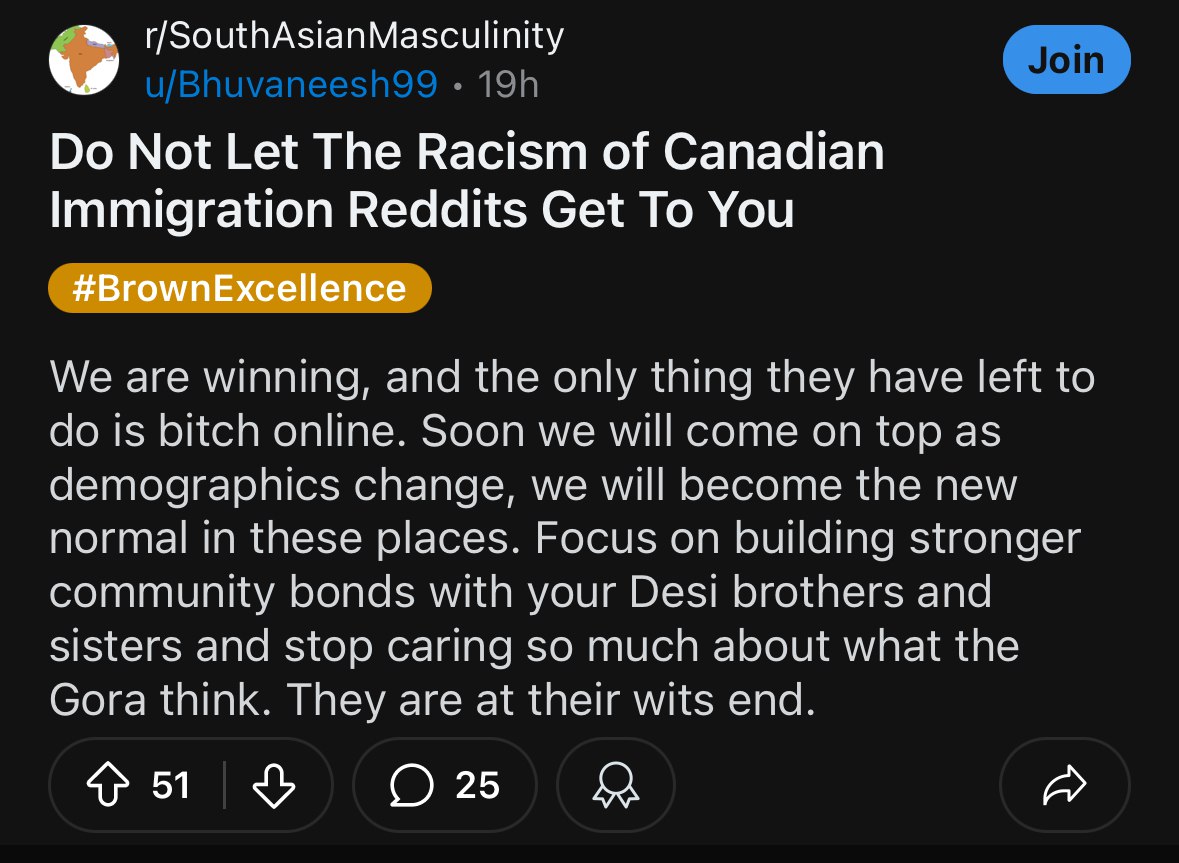 r/SouthAsianMasculinity
u/Bhuvaneesh99 • 19h
Join
Do Not Let The Racism of Canadian
Immigration Reddits Get To You
#BrownExcellence
We are winning, and the only thing they have left to
do is bitch online. Soon we will come on top as
demographics change, we will become the new
normal in these places. Focus on building stronger
community bonds with your Desi brothers and
sisters and stop caring so much about what the
Gora think. They are at their wits end.
51
25